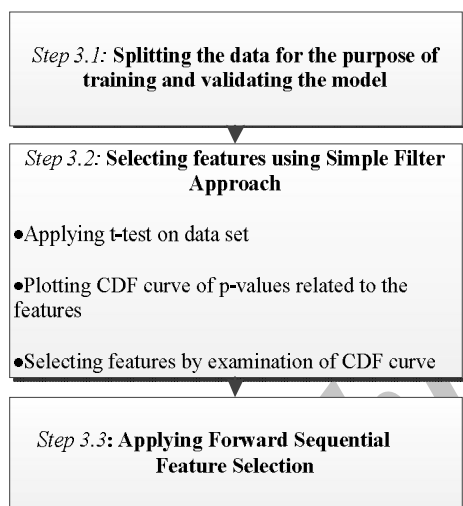 Step 3.1: Splitting the data for the purpose of
training and validating the model
Step 3.2: Selecting features using Simple Filter
Approach
•Applying t-test on data set
•Plotting CDF curve of p-values related to the
features
•Selecting features by examination of CDF curve
Step 3.3: Applying Forward Sequential
Feature Selection